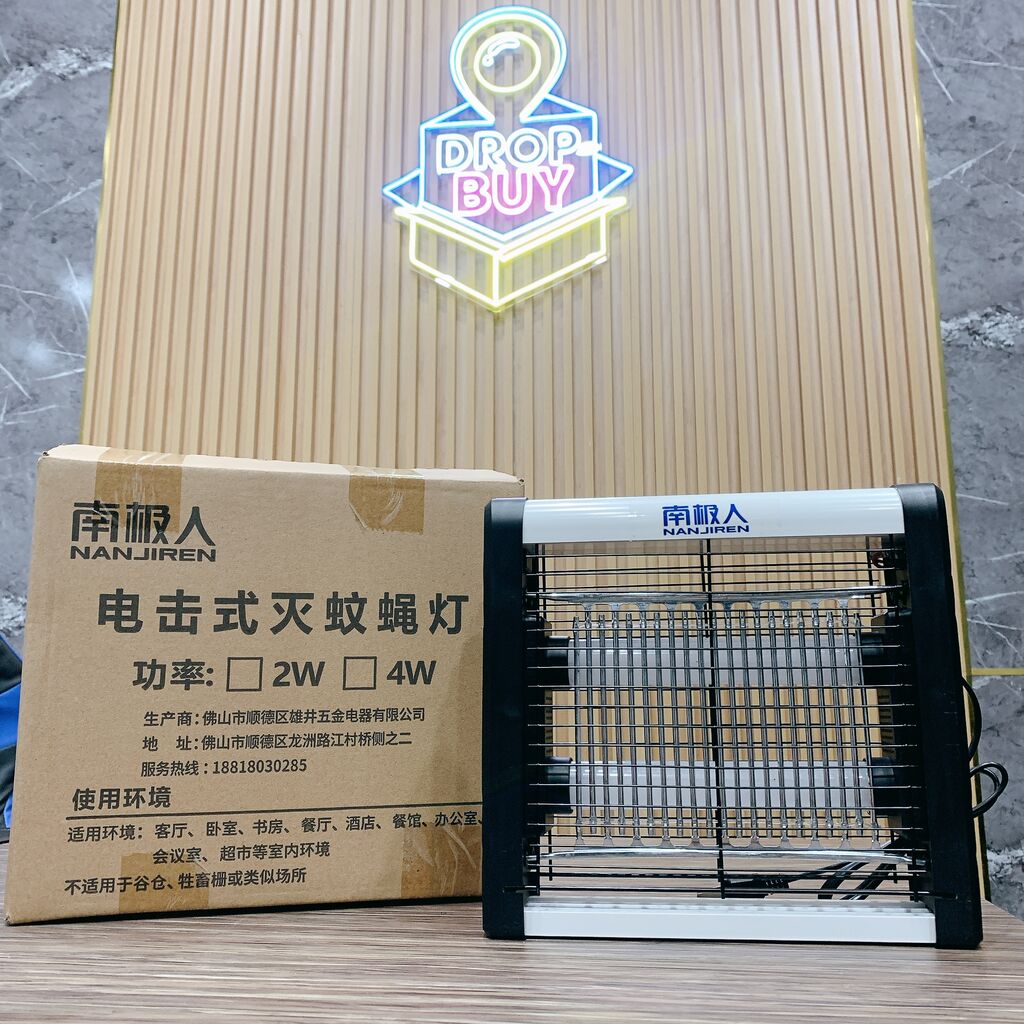 DROP
BUY
南极人
NANJIREN
电击式灭蚊蝇灯
功率: 2W 4W
生产商:佛山市顺德区雄井五金电器有限公司
地 址:佛山市顺德区龙洲路江村桥侧之二
服务热线:18818030285
使用环境
适用环境: 客厅、卧室、书房、餐厅、酒店、餐馆、办公室、
会议室、超市等室内环境
不适用于谷仓、牲畜栅或类似场所
南极人
NANJIREN